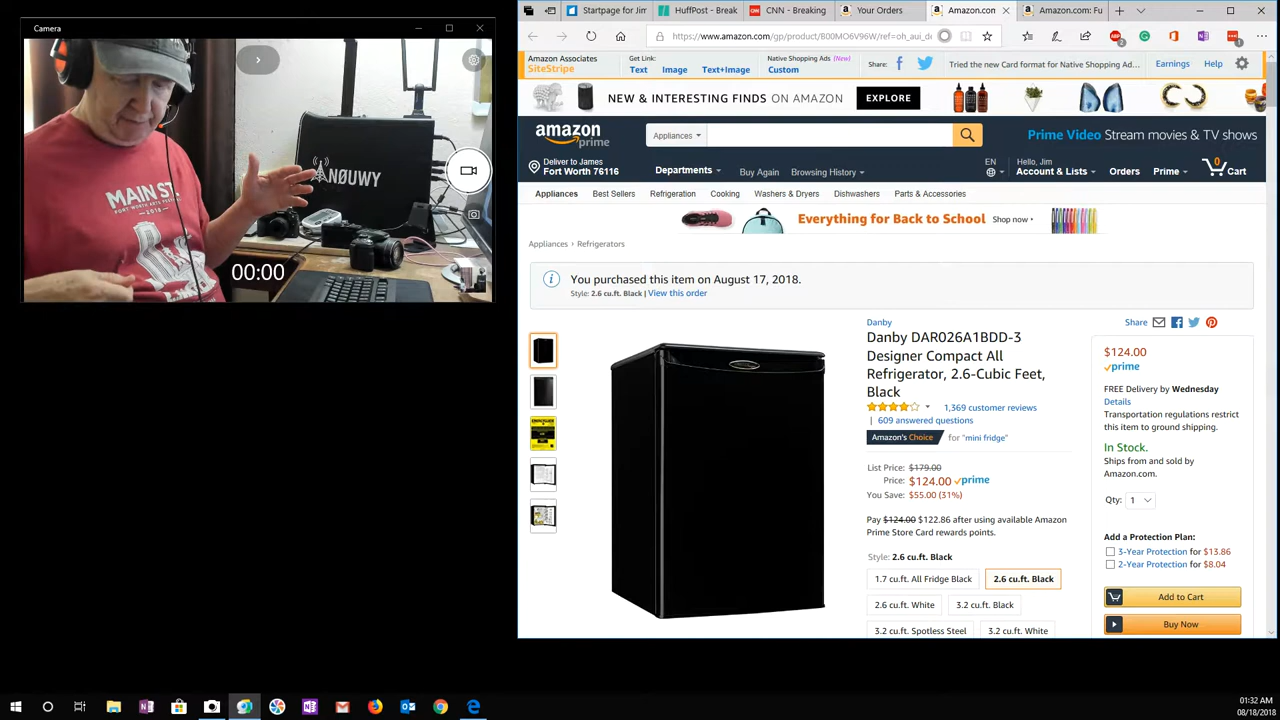 Camera
MAIN ST.
FORT WORTH ARTS FESTIVAL
2018
NØUWY
00:00
Startpage for Jim
HuffPost - Break
CNN - Breaking
Your Orders
Amazon.con
Amazon.com: Fu
https://www.amazon.com/gp/product/B00MO6V96W/ref=oh_aui_de
2
1
Amazon Associates
SiteStripe
Get Link:
Text Image Text+Image
Native Shopping Ads (New)
Custom
Share:
Tried the new Card format for Native Shopping Ad...
Earnings
Help
NEW & INTERESTING FINDS ON AMAZON
EXPLORE
amazon
prime
Appliances
Prime Video Stream movies & TV shows
Deliver to James
Fort Worth 76116
Departments
Buy Again
Browsing History
EN
Hello, Jim
Account & Lists
Orders
Prime
0
Cart
Appliances Best Sellers Refrigeration Cooking Washers & Dryers Dishwashers Parts & Accessories
Everything for Back to School Shop now ›
Appliances › Refrigerators
You purchased this item on August 17, 2018.
Style: 2.6 cu.ft. Black | View this order
Danby
Danby DAR026A1BDD-3
Designer Compact All
Refrigerator, 2.6-Cubic Feet,
Black
1,369 customer reviews
| 609 answered questions
Amazon's Choice for "mini fridge"
List Price: $179.00
Price: $124.00 prime
You Save: $55.00 (31%)
Pay $124.00 $122.86 after using available Amazon
Prime Store Card rewards points.
Style: 2.6 cu.ft. Black
1.7 cu.ft. All Fridge Black
2.6 cu.ft. Black
2.6 cu.ft. White
3.2 cu.ft. Black
3.2 cu.ft. Spotless Steel
3.2 cu.ft. White
Share
$124.00
prime
FREE Delivery by Wednesday
Details
Transportation regulations restrict
this item to ground shipping.
In Stock.
Ships from and sold by
Amazon.com.
Qty: 1
Add a Protection Plan:
3-Year Protection for $13.86
2-Year Protection for $8.04
Add to Cart
Buy Now
01:32 AM
08/18/2018